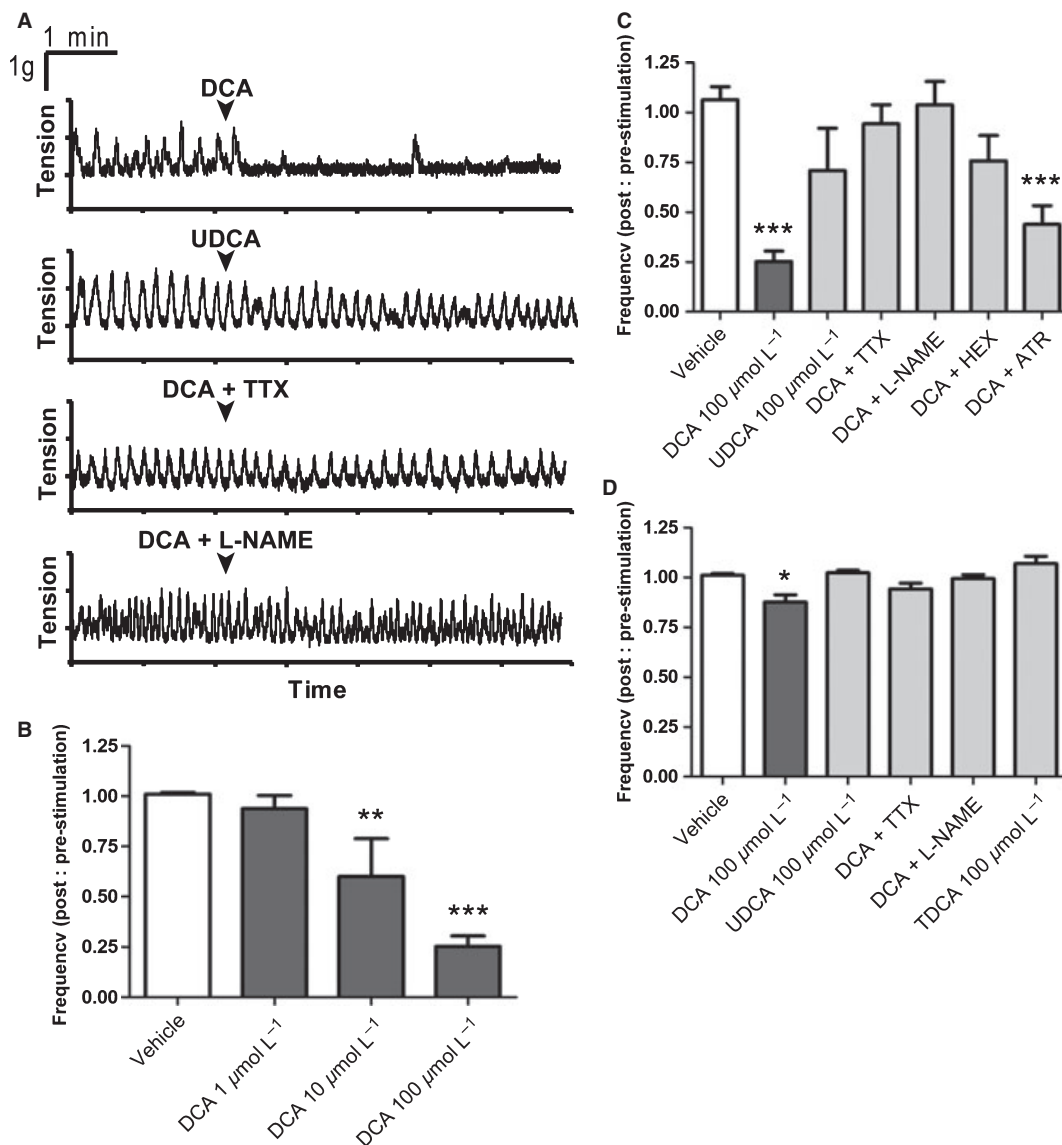 A
1 min
1g
DCA
Tension
UDCA
Tension
DCA + TTX
Tension
DCA + L-NAME
Tension
Time
B
Frequency (post : pre-stimulation)
1.25
1.00
0.75
0.50
0.25
0.00
**
***
Vehicle
DCA 1 µmol L⁻¹
DCA 10 µmol L⁻¹
DCA 100 µmol L⁻¹
C
Frequency (post : pre-stimulation)
1.25
1.00
0.75
0.50
0.25
0.00
***
***
Vehicle
DCA 100 µmol L⁻¹
UDCA 100 µmol L⁻¹
DCA + TTX
DCA + L-NAME
DCA + HEX
DCA + ATR
D
Frequency (post : pre-stimulation)
1.25
1.00
0.75
0.50
0.25
0.00
*
Vehicle
DCA 100 µmol L⁻¹
UDCA 100 µmol L⁻¹
DCA + TTX
DCA + L-NAME
TDCA 100 µmol L⁻¹